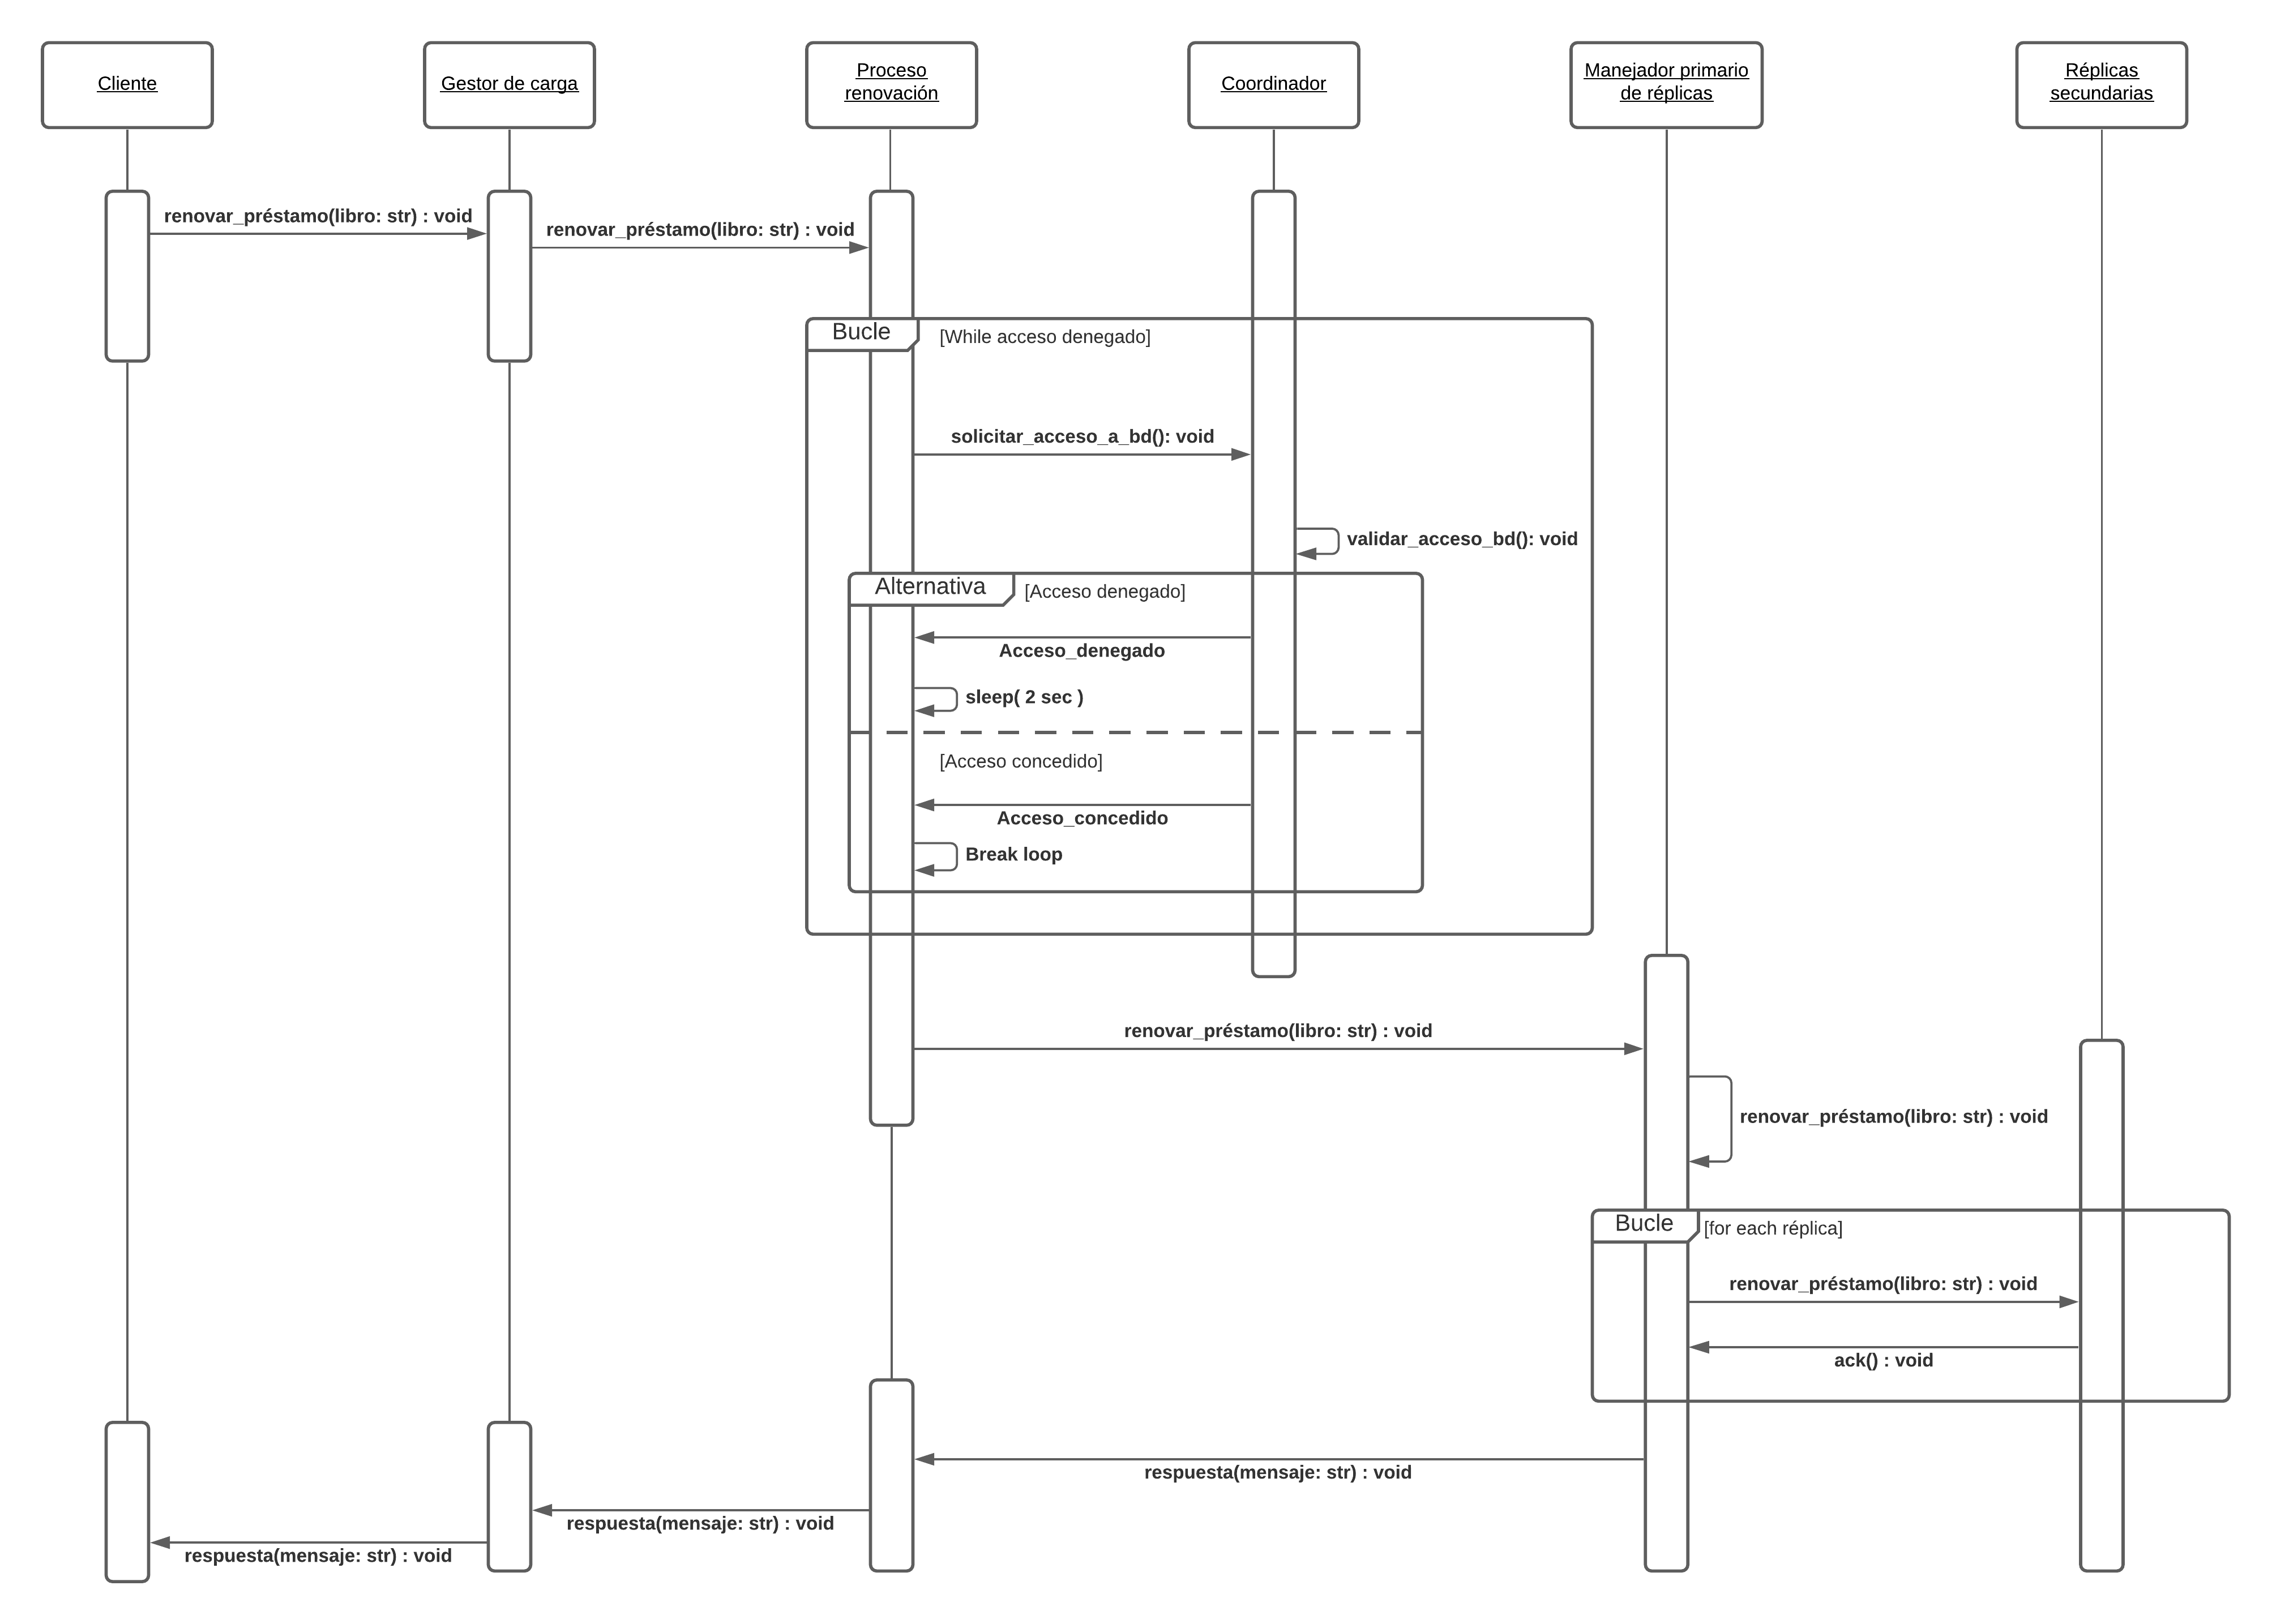 Cliente
Gestor de carga
Proceso
renovación
Coordinador
Manejador primario
de réplicas
Réplicas
secundarias
renovar_préstamo(libro: str) : void
renovar_préstamo(libro: str) : void
Bucle
[While acceso denegado]
solicitar_acceso_a_bd(): void
validar_acceso_bd(): void
Alternativa
[Acceso denegado]
Acceso_denegado
sleep( 2 sec )
[Acceso concedido]
Acceso_concedido
Break loop
renovar_préstamo(libro: str) : void
renovar_préstamo(libro: str) : void
Bucle
[for each réplica]
renovar_préstamo(libro: str) : void
ack() : void
respuesta(mensaje: str) : void
respuesta(mensaje: str) : void
respuesta(mensaje: str) : void